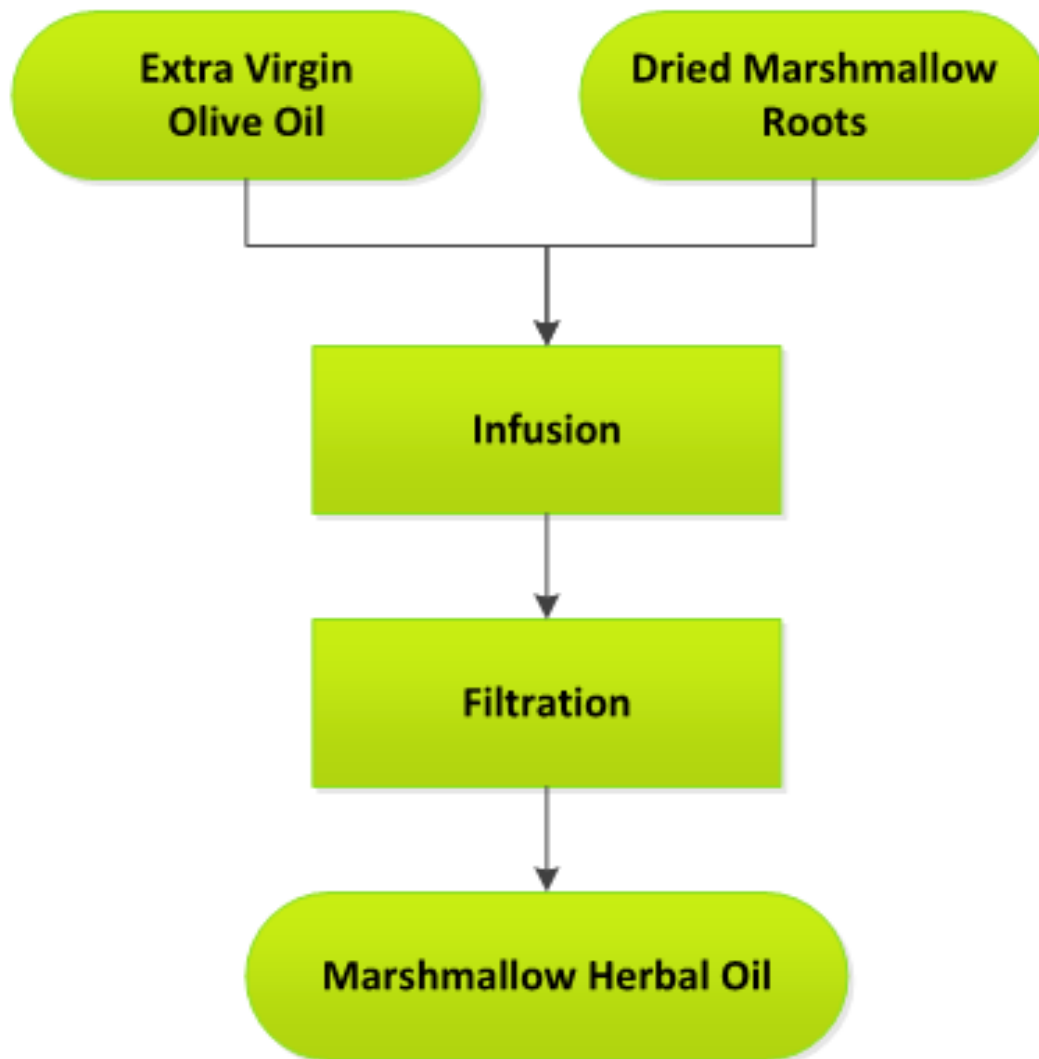 Extra Virgin
Olive Oil
Dried Marshmallow
Roots
Infusion
Filtration
Marshmallow Herbal Oil